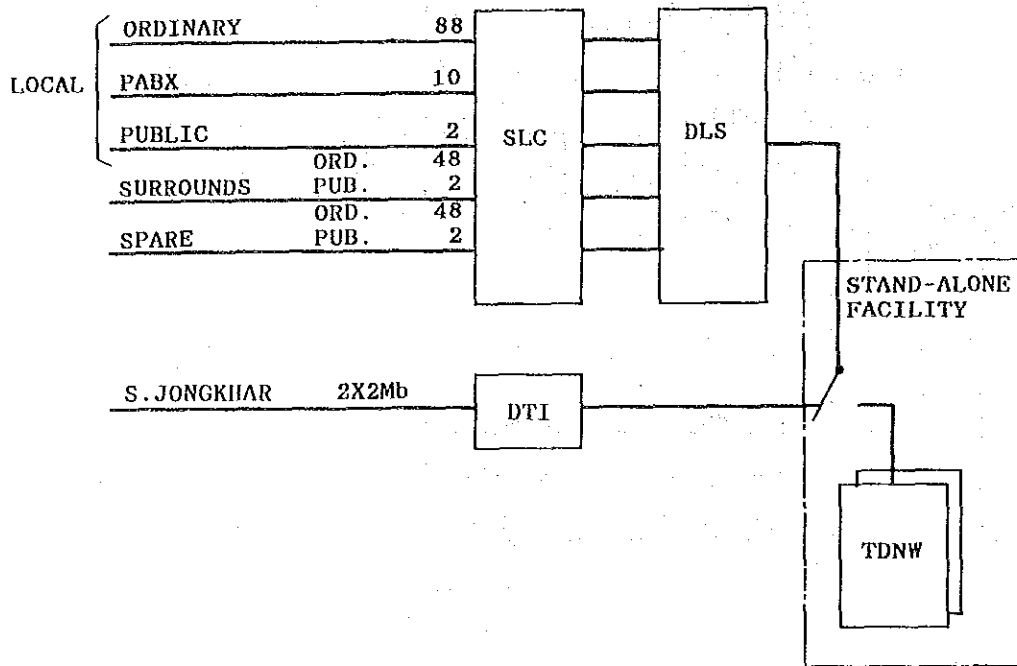 ORDINARY 88
LOCAL
PABX 10
PUBLIC 2
SLC
DLS
ORD. 48
SURROUNDS PUB. 2
ORD. 48
SPARE PUB. 2
STAND-ALONE
FACILITY
S.JONGKHAR 2X2Mb
DTI
TDNW